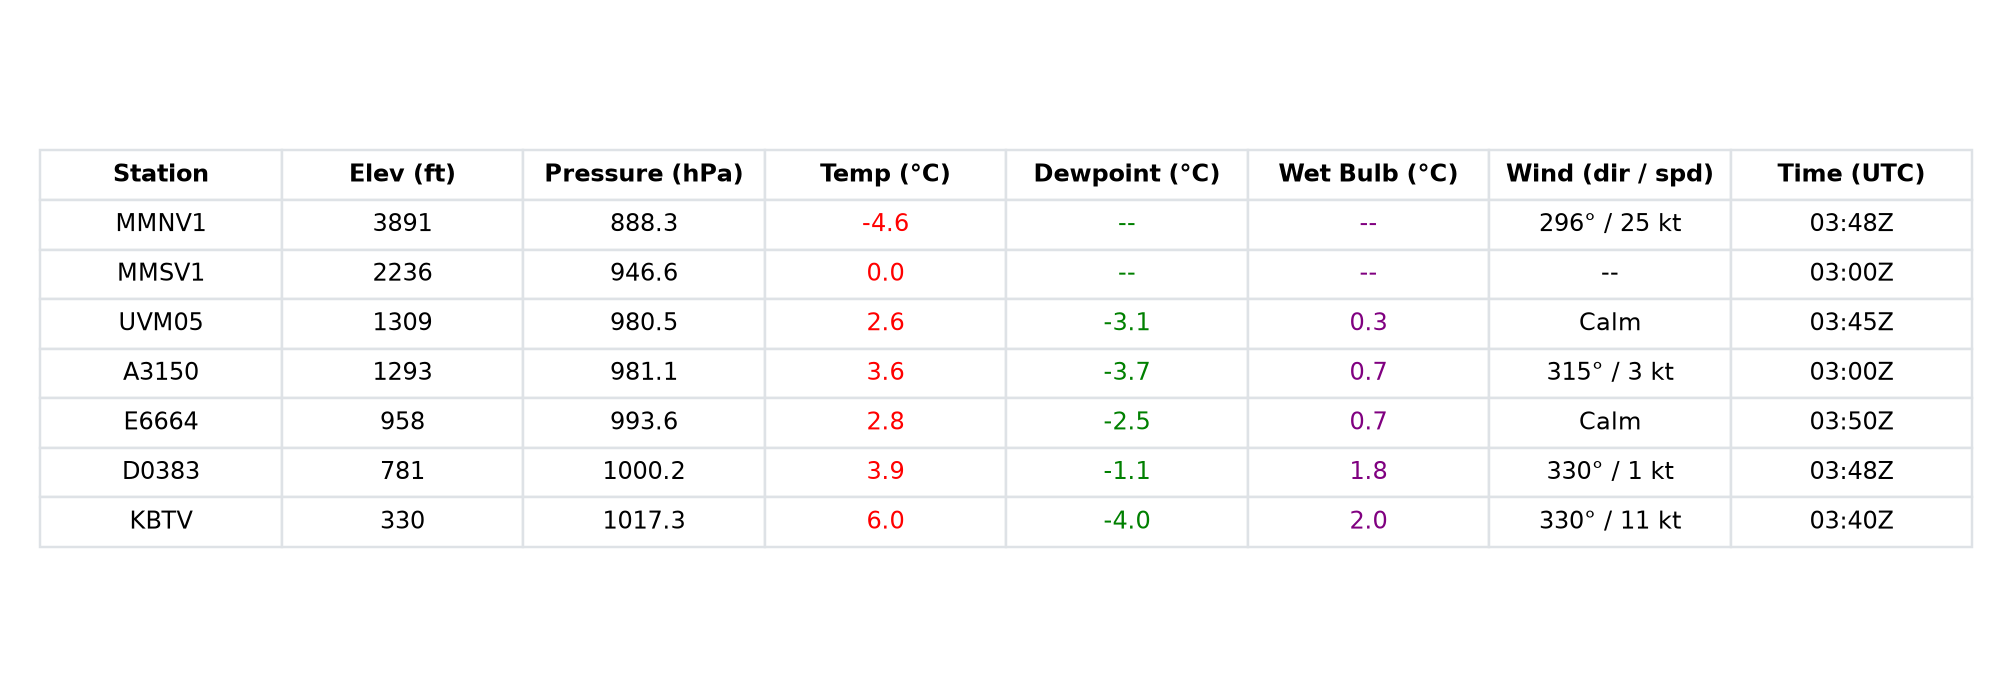 Station Elev (ft) Pressure (hPa) Temp (°C) Dewpoint (°C) Wet Bulb (°C) Wind (dir / spd) Time (UTC)
MMNV1 3891 888.3 -4.6 -- -- 296° / 25 kt 03:48Z
MMSV1 2236 946.6 0.0 -- -- -- 03:00Z
UVM05 1309 980.5 2.6 -3.1 0.3 Calm 03:45Z
A3150 1293 981.1 3.6 -3.7 0.7 315° / 3 kt 03:00Z
E6664 958 993.6 2.8 -2.5 0.7 Calm 03:50Z
D0383 781 1000.2 3.9 -1.1 1.8 330° / 1 kt 03:48Z
KBTV 330 1017.3 6.0 -4.0 2.0 330° / 11 kt 03:40Z